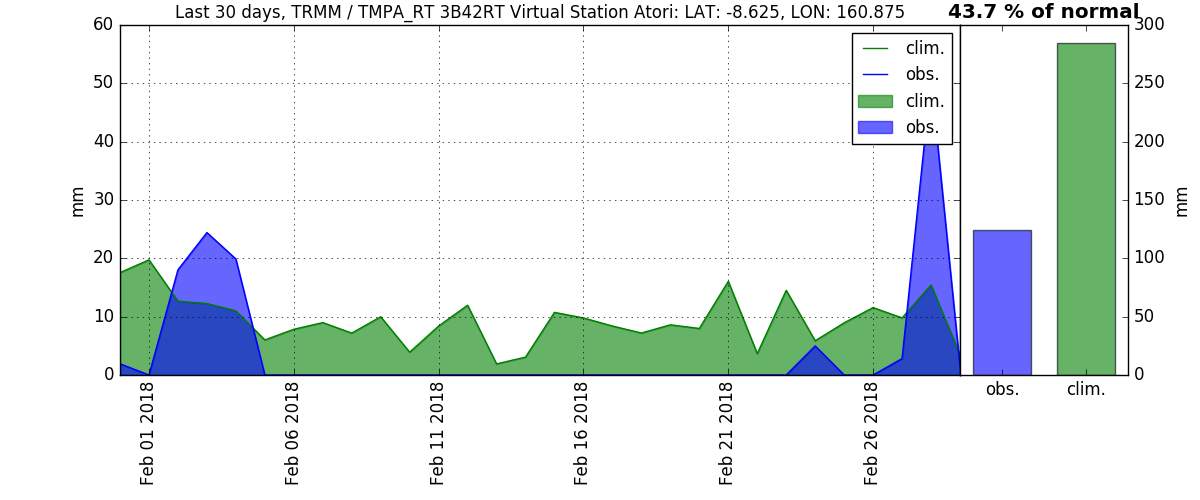 Last 30 days, TRMM / TMPA_RT 3B42RT Virtual Station Atori: LAT: -8.625, LON: 160.875
43.7 % of normal
60
50
40
30
20
10
0
mm
clim.
obs.
clim.
obs.
300
250
200
150
100
50
0
mm
Feb 01 2018
Feb 06 2018
Feb 11 2018
Feb 16 2018
Feb 21 2018
Feb 26 2018
obs.
clim.